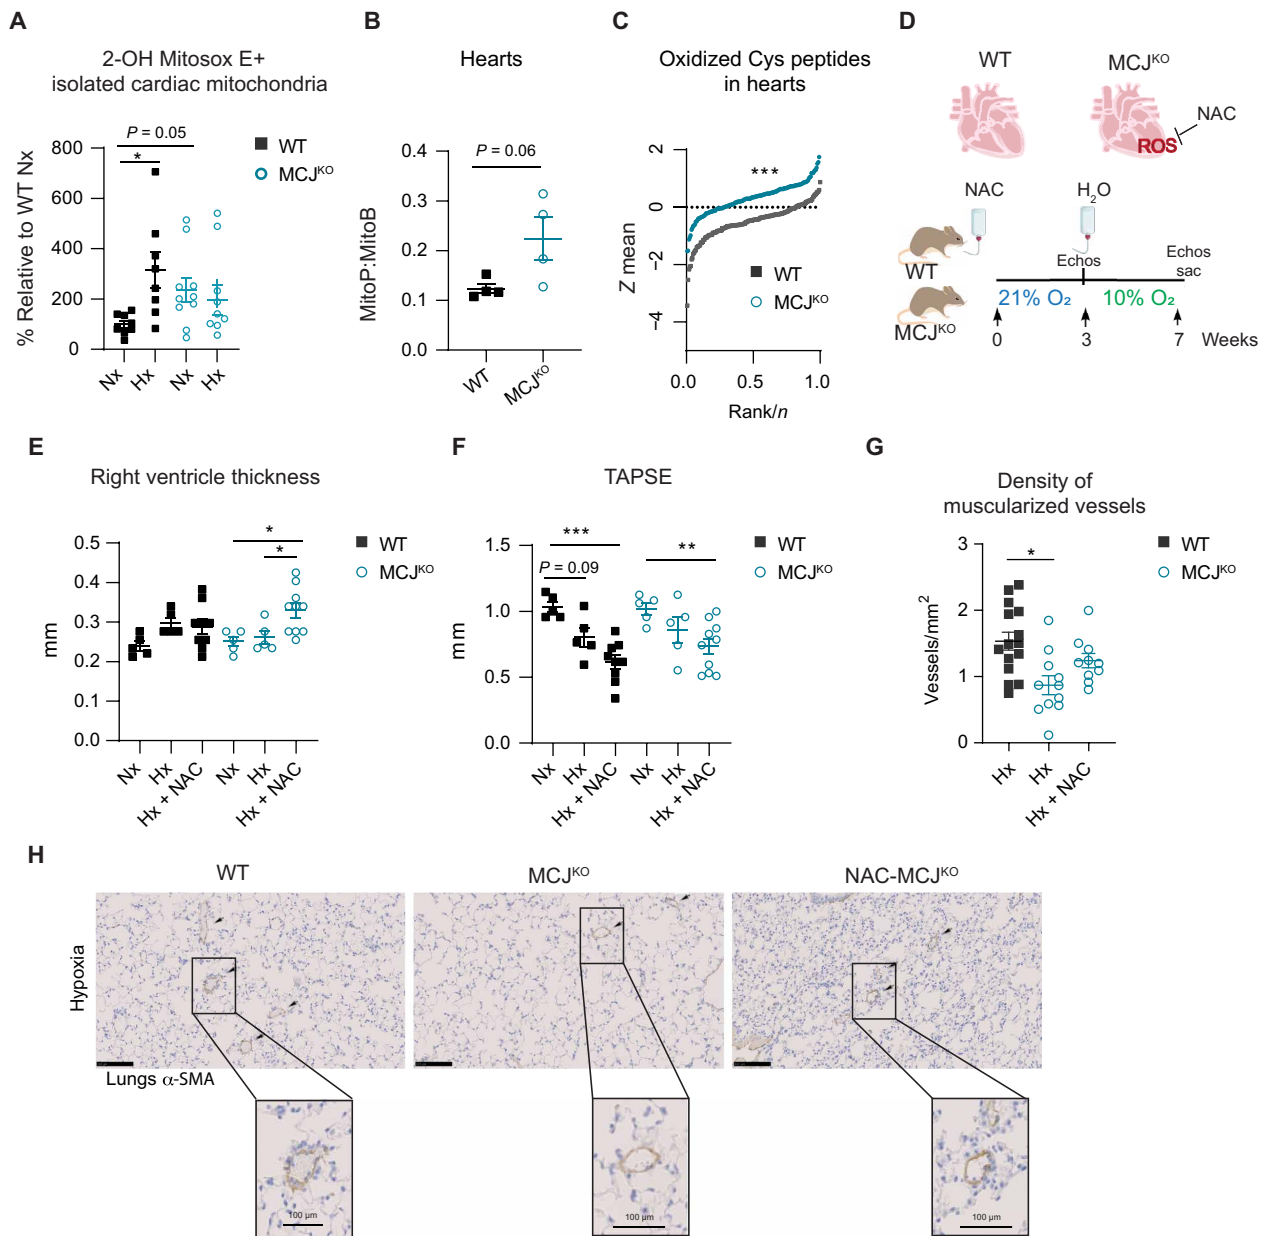 A
2-OH Mitosox E+
isolated cardiac mitochondria
% Relative to WT Nx
800
600
400
200
0
P = 0.05
*
Nx
Hx
Nx
Hx
WT
MCJKO
B
Hearts
MitoP:MitoB
0.4
0.3
0.2
0.1
0.0
P = 0.06
WT
MCJKO
C
Oxidized Cys peptides
in hearts
Z mean
2
0
−2
−4
***
WT
MCJKO
0.0
0.5
1.0
Rank/n
D
WT
MCJKO
ROS
NAC
NAC
H2O
WT
MCJKO
Echos
Echos
sac
21% O2
10% O2
0
3
7
Weeks
E
Right ventricle thickness
mm
0.5
0.4
0.3
0.2
0.1
0.0
*
*
Nx
Hx
Hx + NAC
Nx
Hx
Hx + NAC
WT
MCJKO
F
TAPSE
mm
1.5
1.0
0.5
0.0
***
P = 0.09
**
Nx
Hx
Hx + NAC
Nx
Hx
Hx + NAC
WT
MCJKO
G
Density of
muscularized vessels
Vessels/mm2
3
2
1
0
*
Hx
Hx
Hx + NAC
WT
MCJKO
H
WT
MCJKO
NAC-MCJKO
Hypoxia
Lungs α-SMA
100 µm
100 µm
100 µm